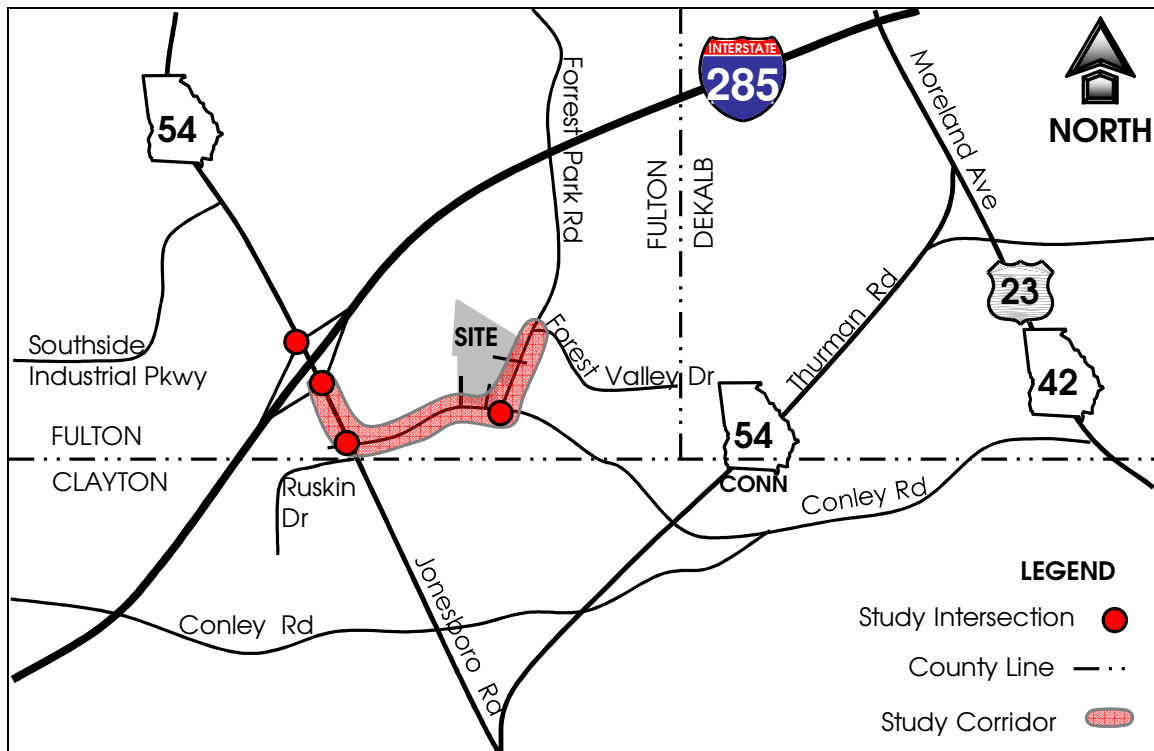 INTERSTATE
285
NORTH
54
Forrest Park Rd
FULTON
DEKALB
Moreland Ave
23
42
Southside
Industrial Pkwy
SITE
Forest
Valley Dr
Thurman Rd
54
CONN
FULTON
CLAYTON
Ruskin
Dr
Conley Rd
Jonesboro Rd
Conley Rd
LEGEND
Study Intersection
County Line
Study Corridor